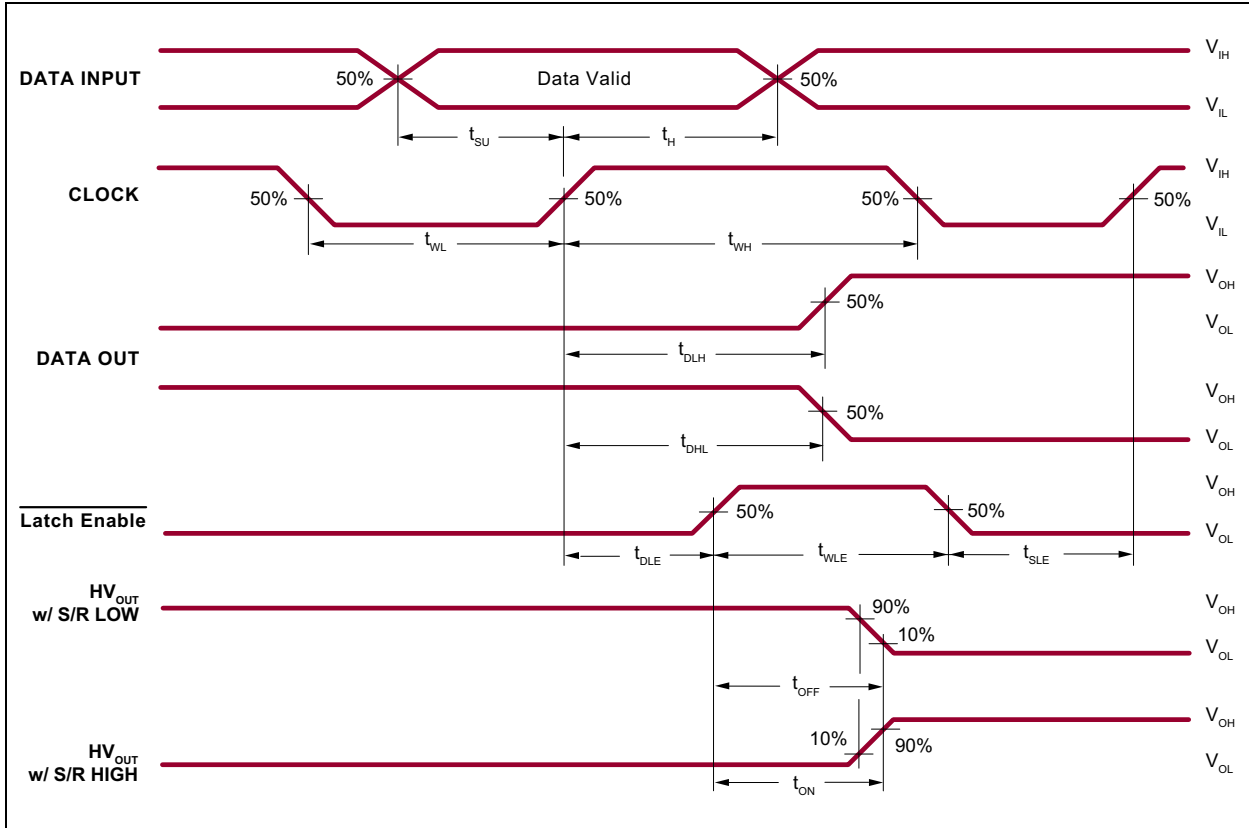 DATA INPUT
50%
Data Valid
50%
V_IH
V_IL
t_SU
t_H
CLOCK
50%
50%
50%
50%
V_IH
V_IL
t_WL
t_WH
DATA OUT
50%
V_OH
V_OL
t_DLH
50%
V_OH
V_OL
t_DHL
Latch Enable
50%
50%
V_OH
V_OL
t_DLE
t_WLE
t_SLE
HV_OUT
w/ S/R LOW
90%
10%
V_OH
V_OL
t_OFF
HV_OUT
w/ S/R HIGH
10%
90%
V_OH
V_OL
t_ON